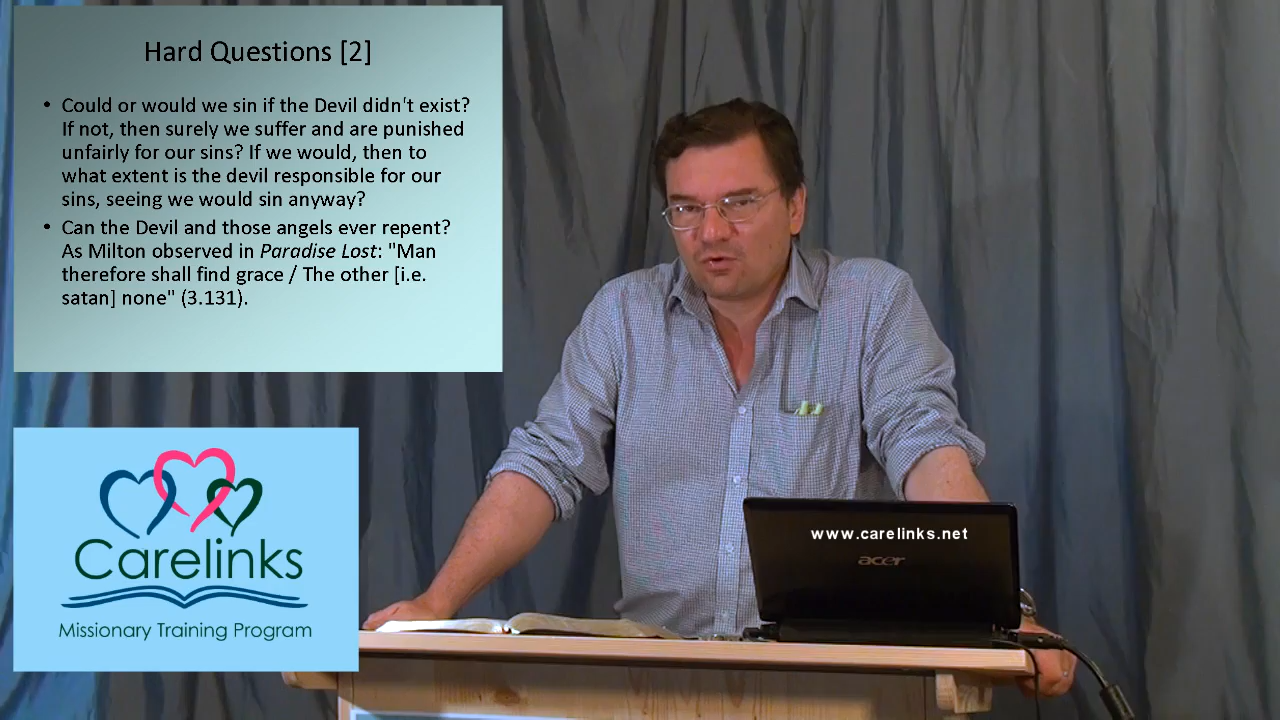 Hard Questions [2]
• Could or would we sin if the Devil didn't exist?
If not, then surely we suffer and are punished
unfairly for our sins? If we would, then to
what extent is the devil responsible for our
sins, seeing we would sin anyway?
• Can the Devil and those angels ever repent?
As Milton observed in Paradise Lost: "Man
therefore shall find grace / The other [i.e.
satan] none" (3.131).
Carelinks
Missionary Training Program
www.carelinks.net
acer